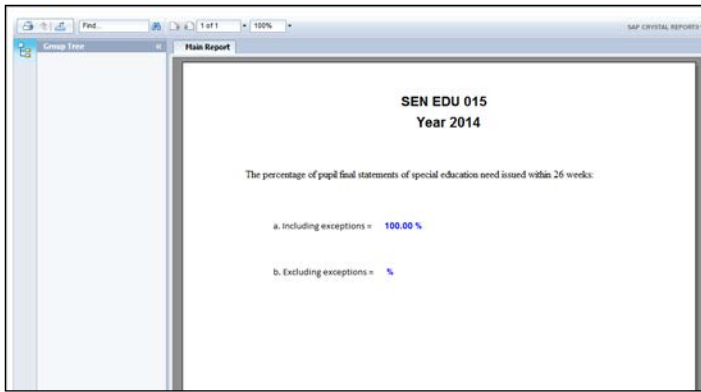 Find...
1 of 1
100%
SAP CRYSTAL REPORTS
Group Tree
Main Report
SEN EDU 015
Year 2014
The percentage of pupil final statements of special education need issued within 26 weeks:
a. Including exceptions = 100.00 %
b. Excluding exceptions = %